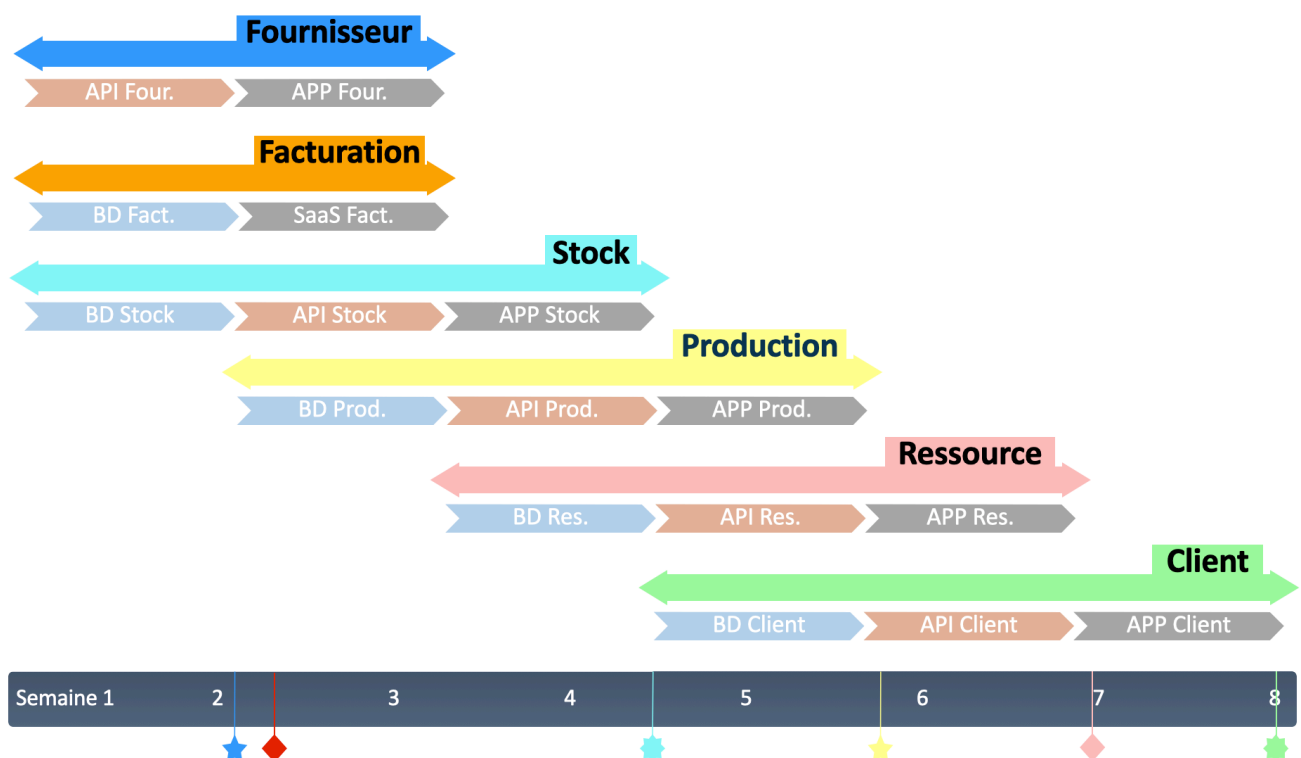 Fournisseur
API Four. APP Four.
Facturation
BD Fact. SaaS Fact.
Stock
BD Stock API Stock APP Stock
Production
BD Prod. API Prod. APP Prod.
Ressource
BD Res. API Res. APP Res.
Client
BD Client API Client APP Client
Semaine 1 2 3 4 5 6 7 8